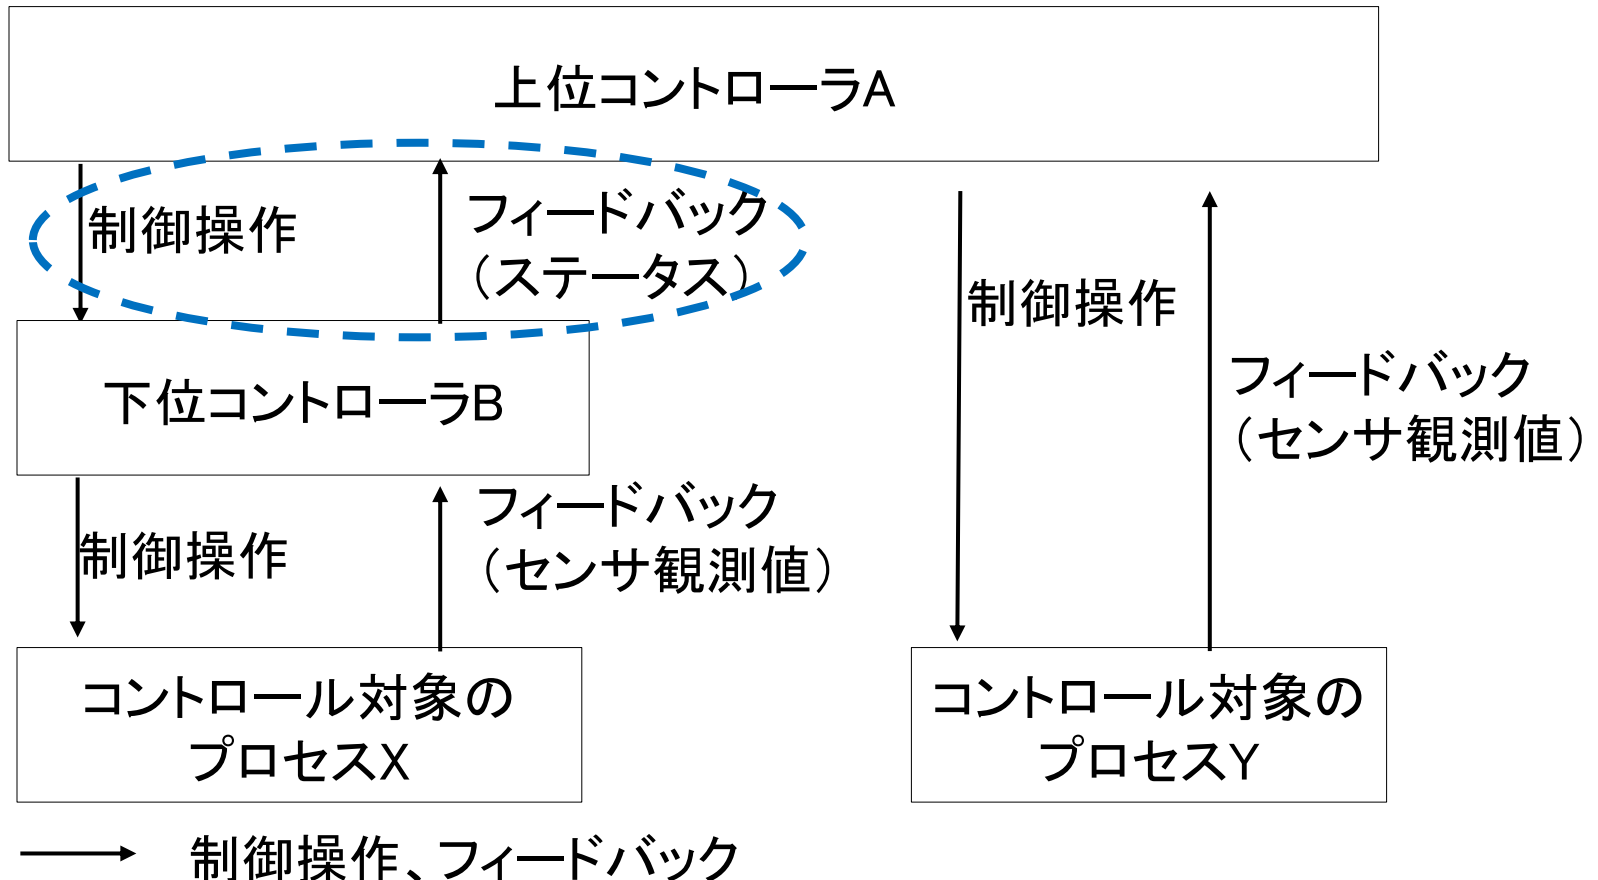 上位コントローラA
制御操作
フィードバック
（ステータス）
制御操作
フィードバック
（センサ観測値）
下位コントローラB
制御操作
フィードバック
（センサ観測値）
コントロール対象の
プロセスX
コントロール対象の
プロセスY
制御操作、フィードバック